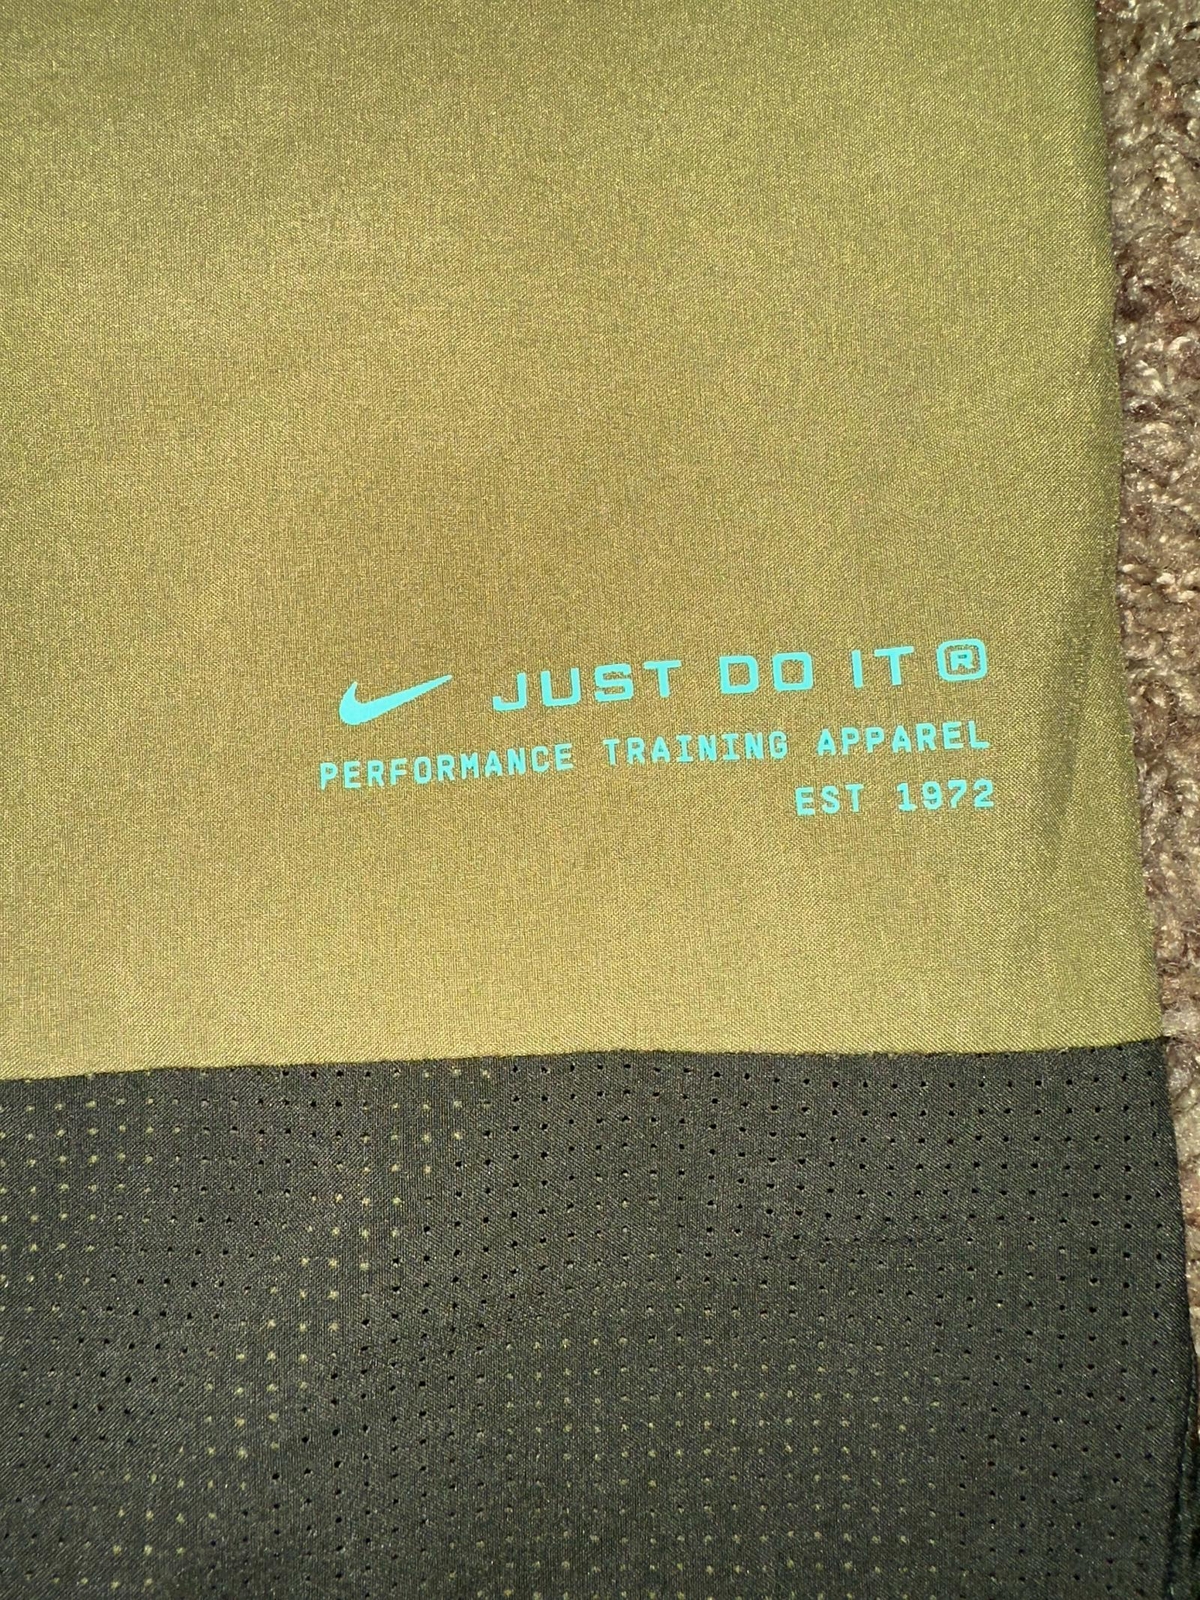 JUST DO IT ®
PERFORMANCE TRAINING APPAREL
EST 1972